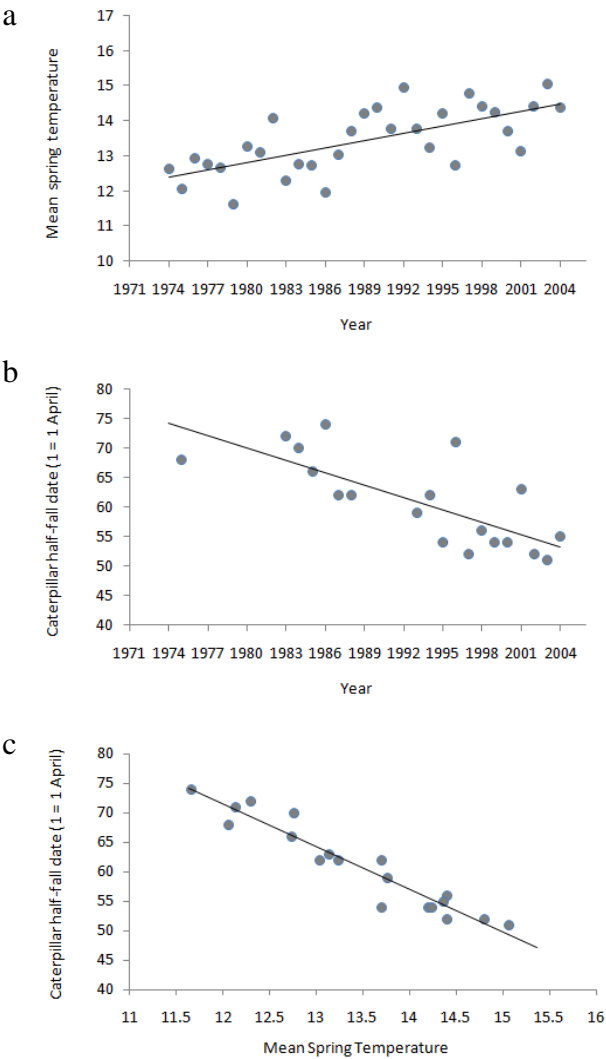 a
Mean spring temperature
17
16
15
14
13
12
11
10
1971 1974 1977 1980 1983 1986 1989 1992 1995 1998 2001 2004
Year
b
Caterpillar half-fall date (1 = 1 April)
80
75
70
65
60
55
50
45
40
1971 1974 1977 1980 1983 1986 1989 1992 1995 1998 2001 2004
Year
c
Caterpillar half-fall date (1 = 1 April)
80
75
70
65
60
55
50
45
40
11 11.5 12 12.5 13 13.5 14 14.5 15 15.5 16
Mean Spring Temperature